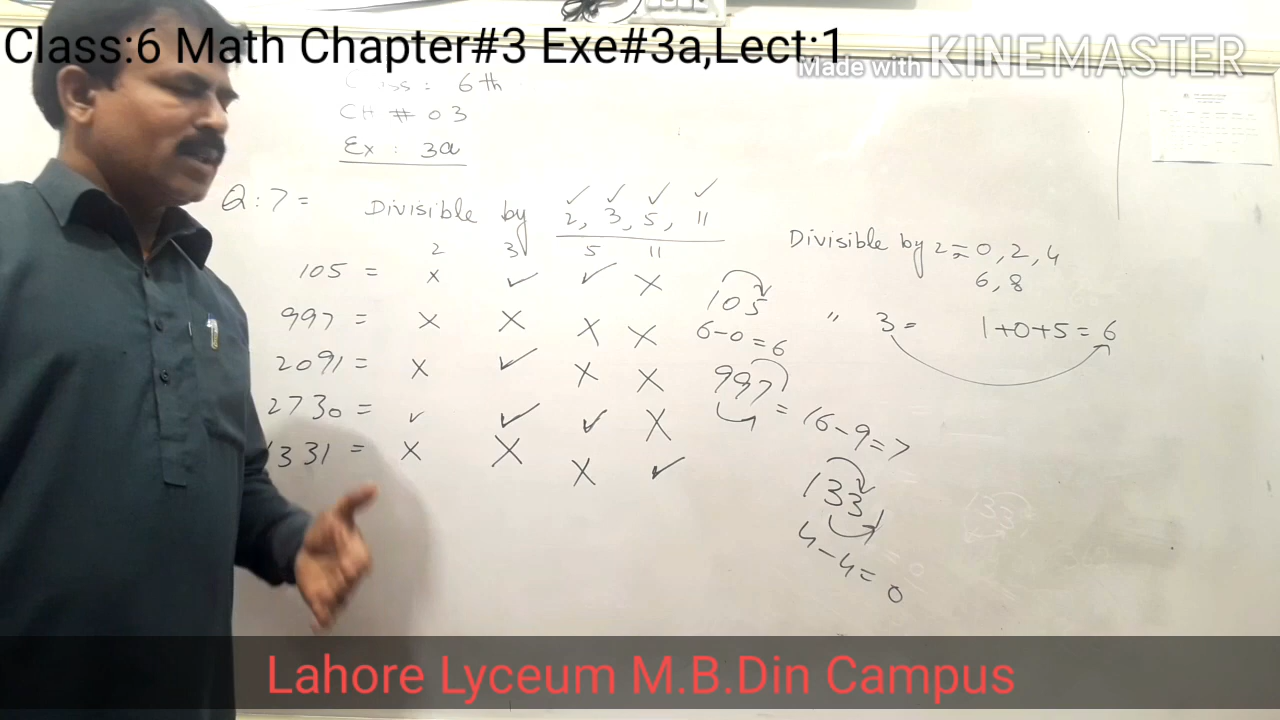 Class:6 Math Chapter#3 Exe#3a,Lect:1
Made with KINEMASTER
Class: 6th
CH # 03
Ex : 3a
Q:7= Divisible by 2, 3, 5, 11
2 3 5 11
105 = × ✓ ✓ ×
997 = × × × ×
2091 = × ✓ × ×
2730 = ✓ ✓ ✓ ×
1331 = × × × ✓
105
6-0=6
997
= 16-9=7
1331
4-4=0
Divisible by 2 = 0, 2, 4
6, 8
" 3 = 1+0+5=6
Lahore Lyceum M.B.Din Campus